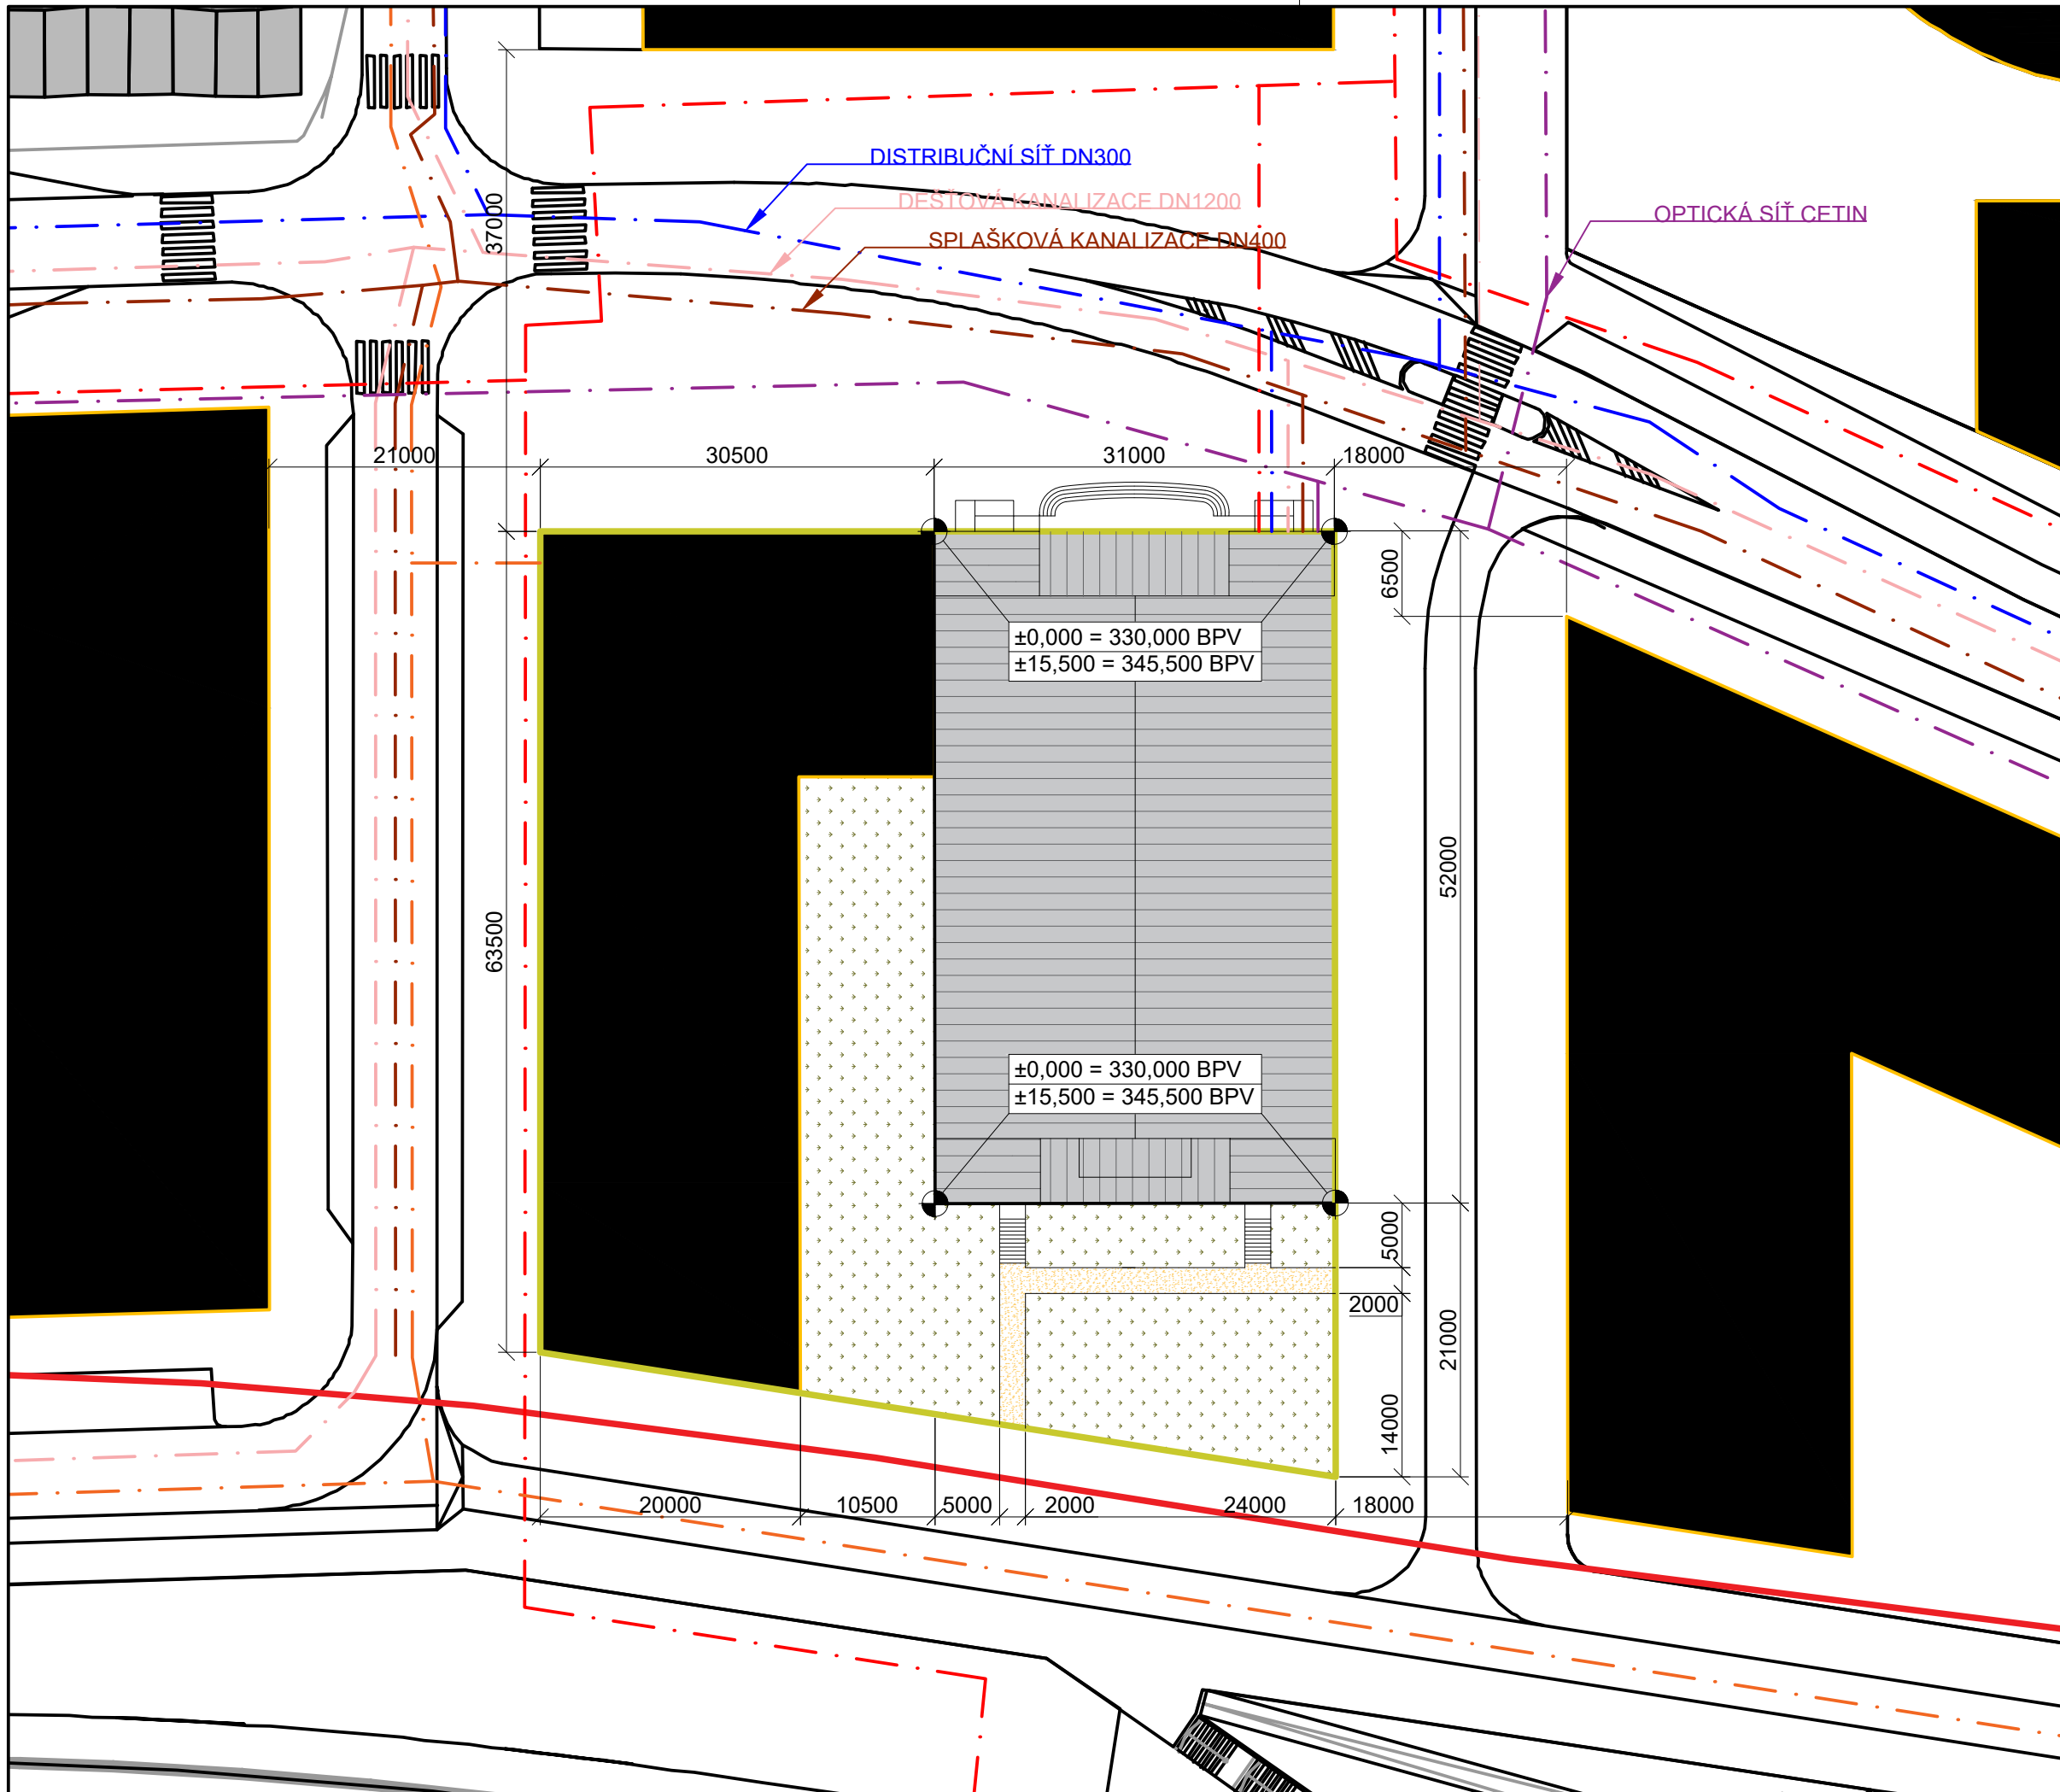 DISTRIBUČNÍ SÍŤ DN300
DEŠŤOVÁ KANALIZACE DN1200
OPTICKÁ SÍŤ CETIN
SPLAŠKOVÁ KANALIZACE DN400
37000
21000
30500
31000
18000
6500
±0,000 = 330,000 BPV
±15,500 = 345,500 BPV
52000
63500
±0,000 = 330,000 BPV
±15,500 = 345,500 BPV
5000
2000
21000
14000
20000
10500
5000
2000
24000
18000